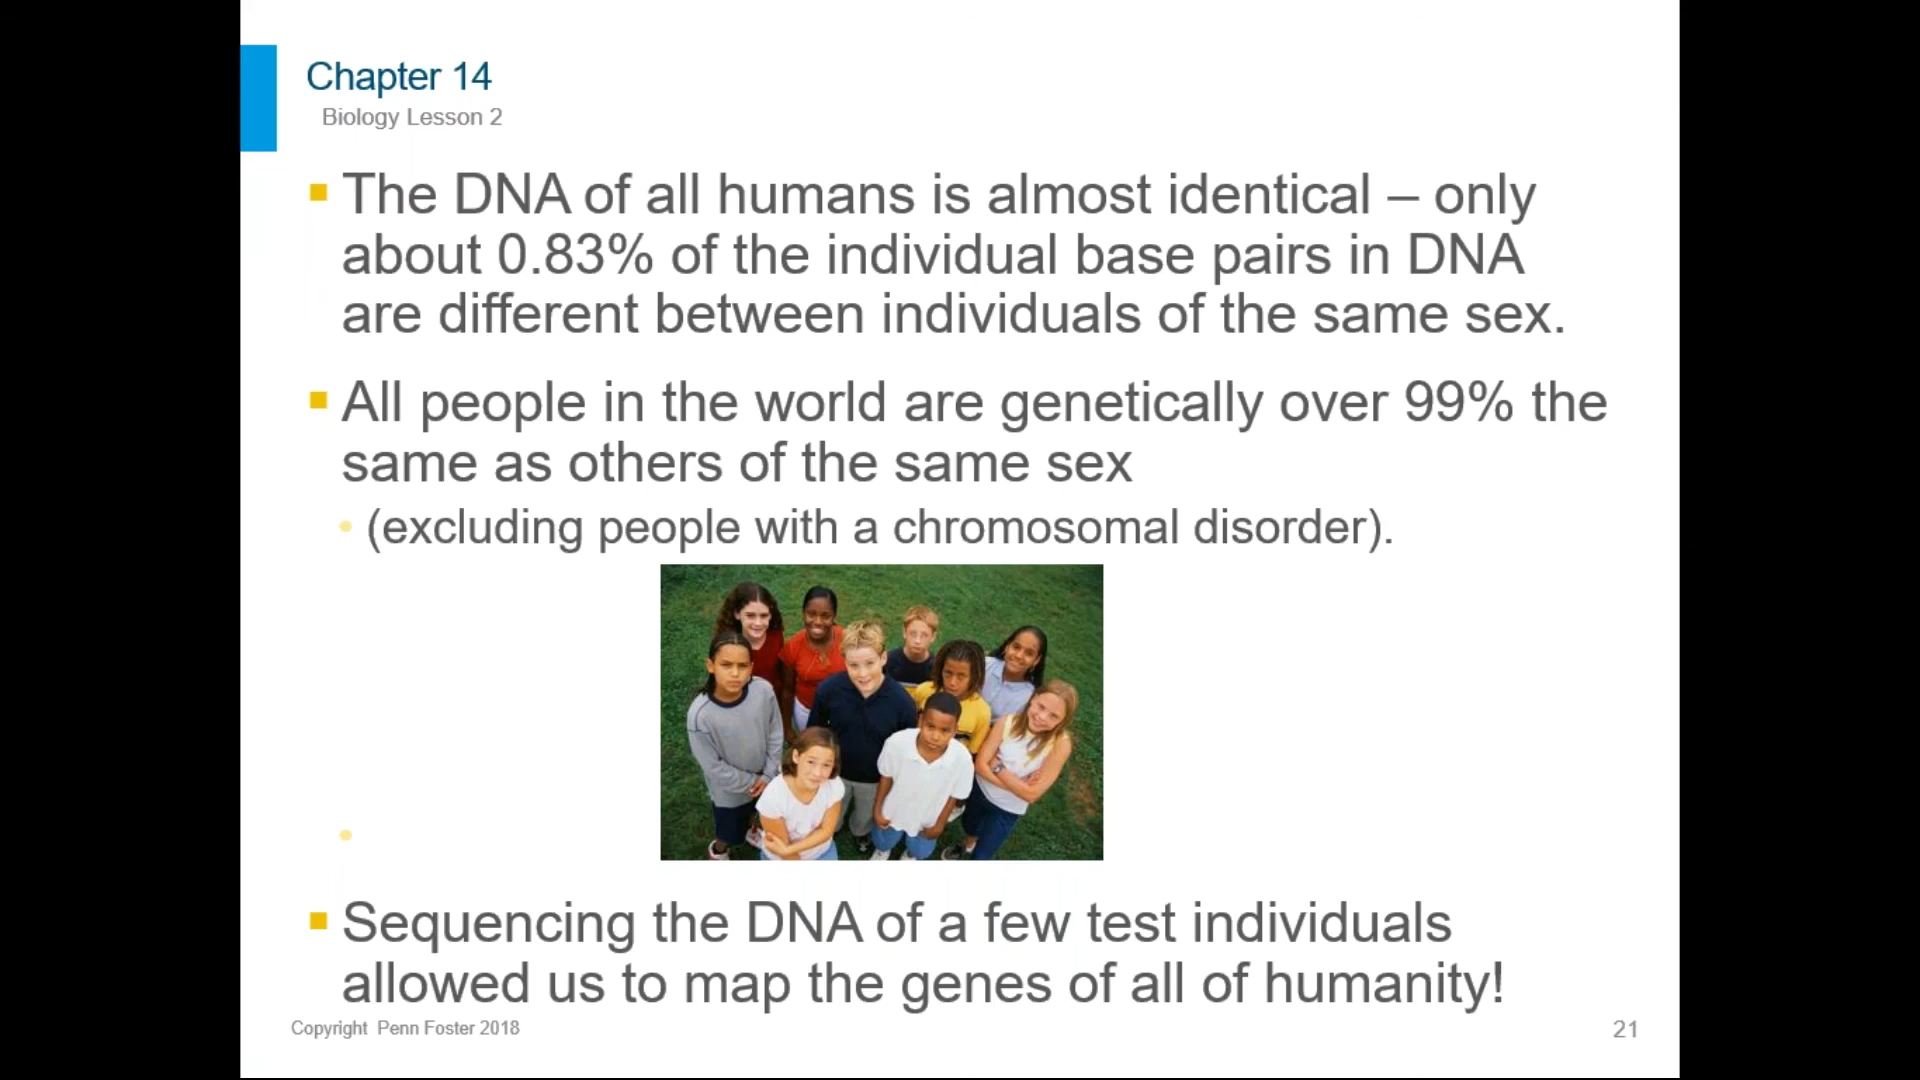 Chapter 14
Biology Lesson 2
The DNA of all humans is almost identical – only
about 0.83% of the individual base pairs in DNA
are different between individuals of the same sex.
All people in the world are genetically over 99% the
same as others of the same sex
(excluding people with a chromosomal disorder).
Sequencing the DNA of a few test individuals
allowed us to map the genes of all of humanity!
Copyright Penn Foster 2018
21